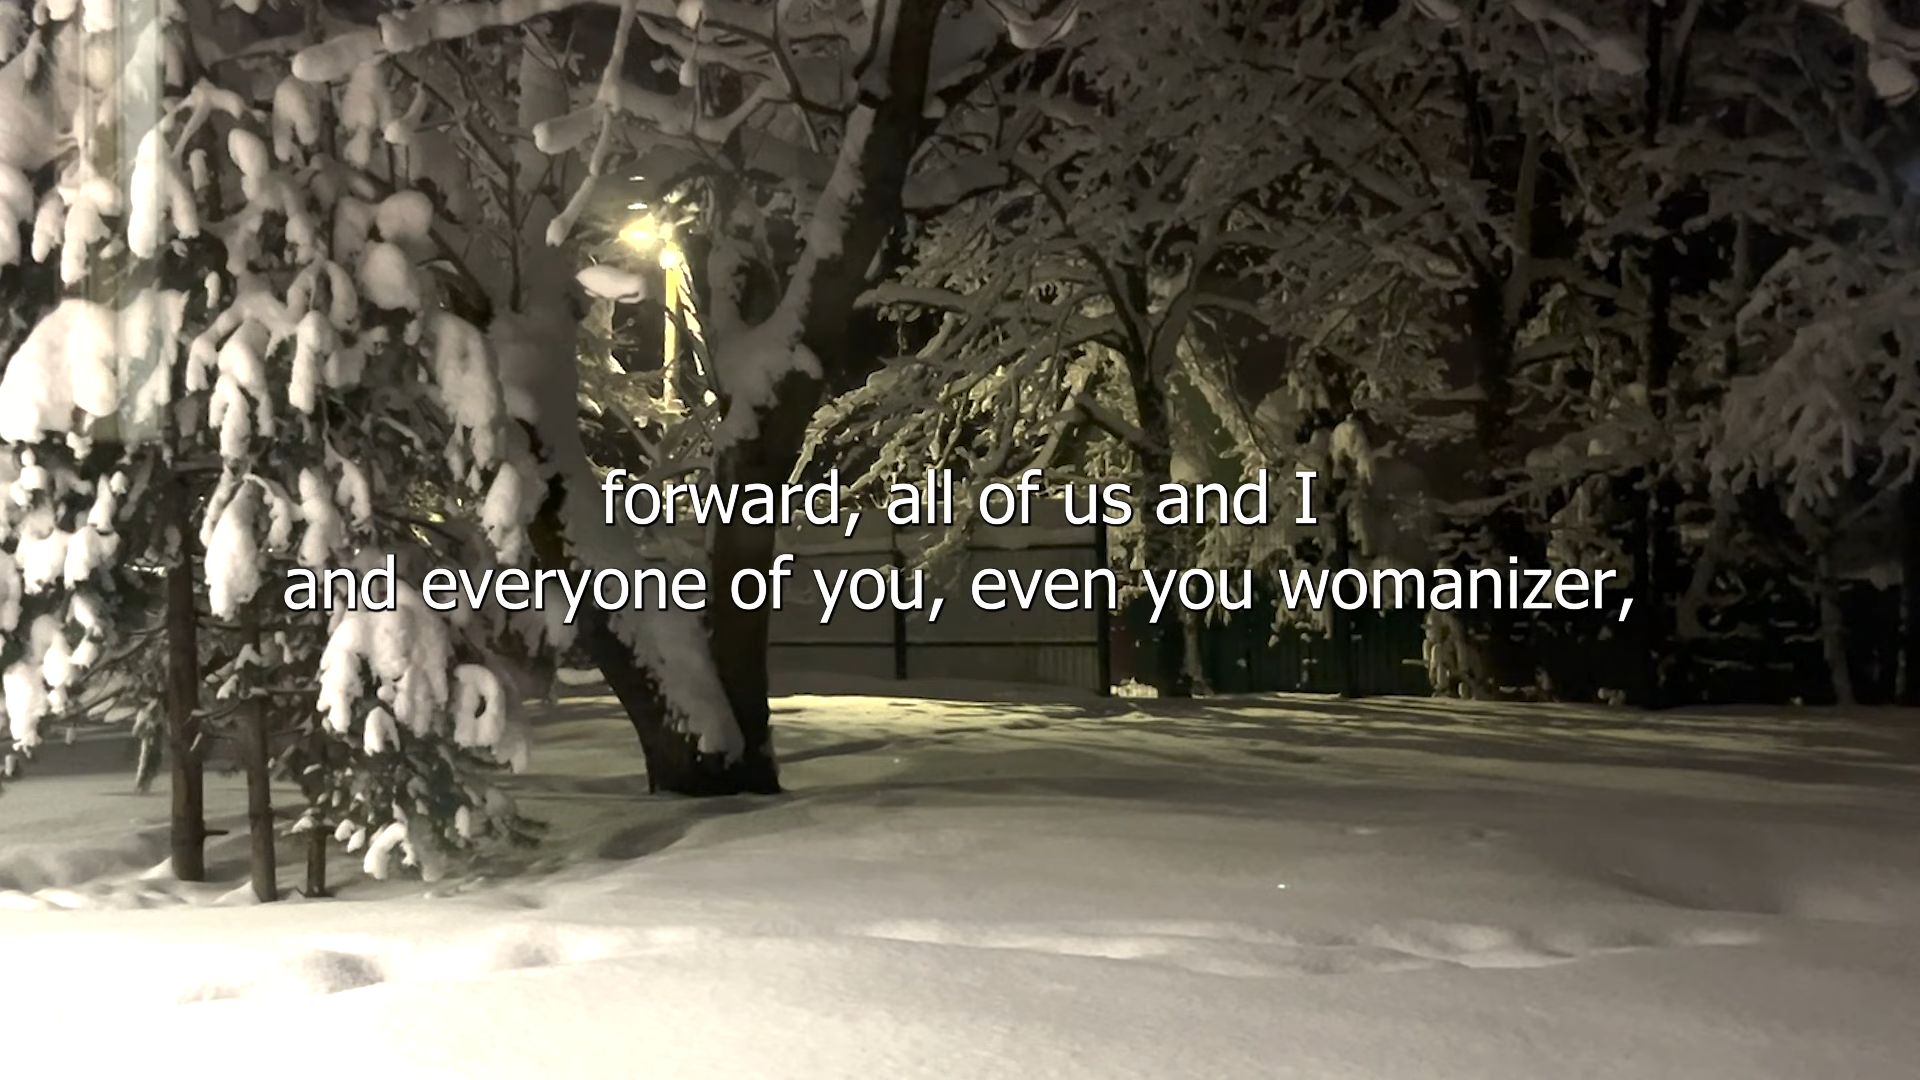 forward, all of us and I
and everyone of you, even you womanizer,